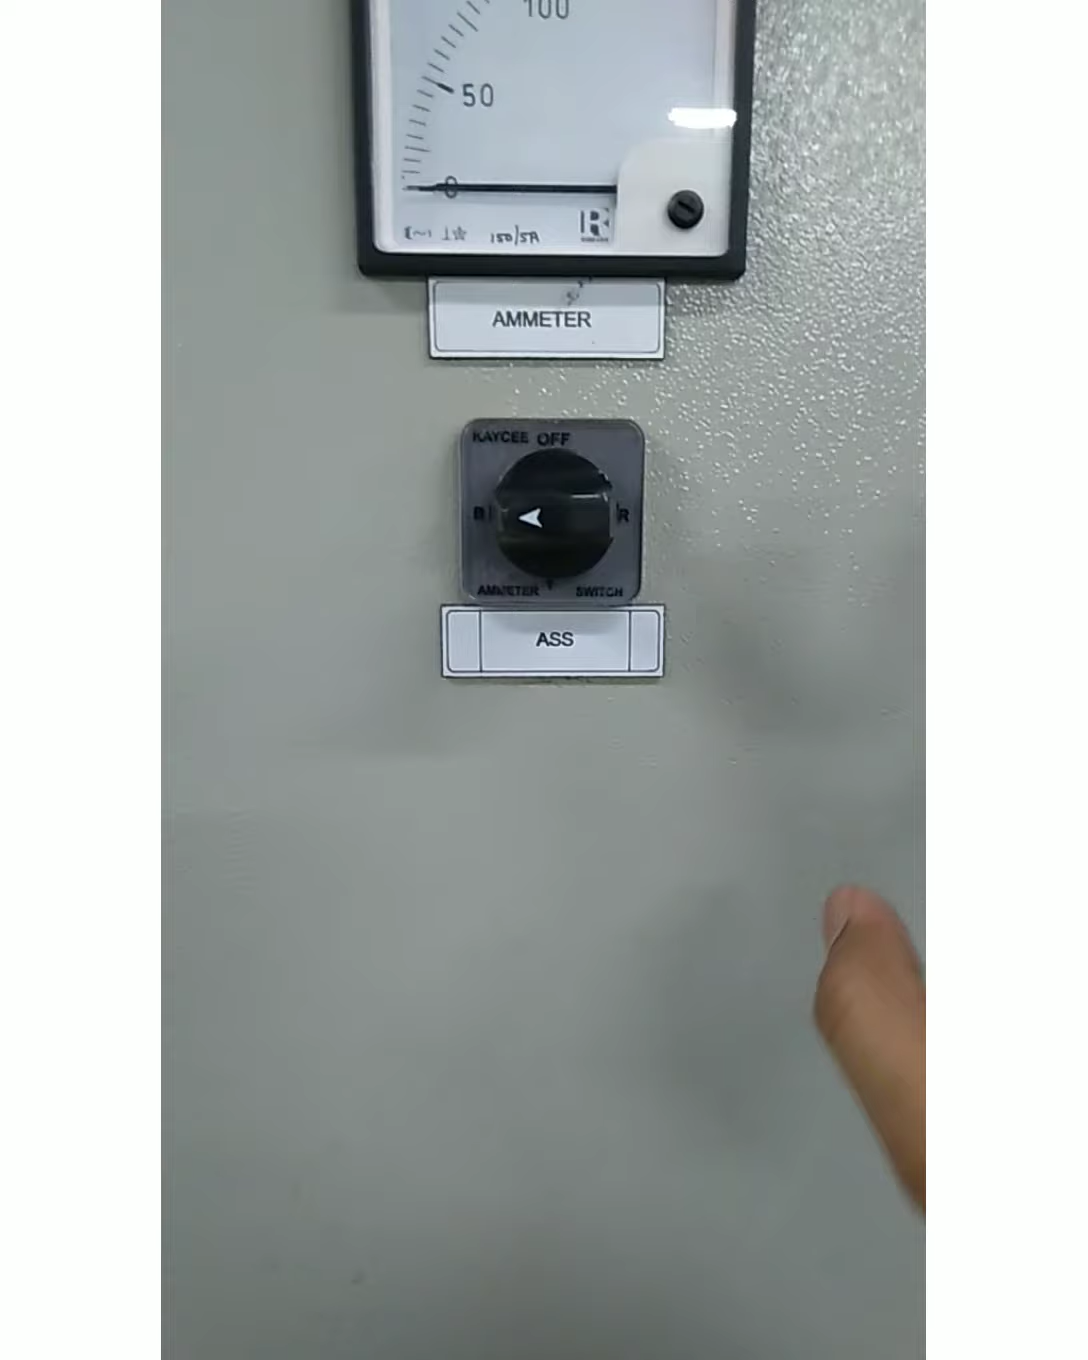 100
50
0
150/5A
AMMETER
KAYCEE OFF
B R
AMMETER SWITCH
ASS